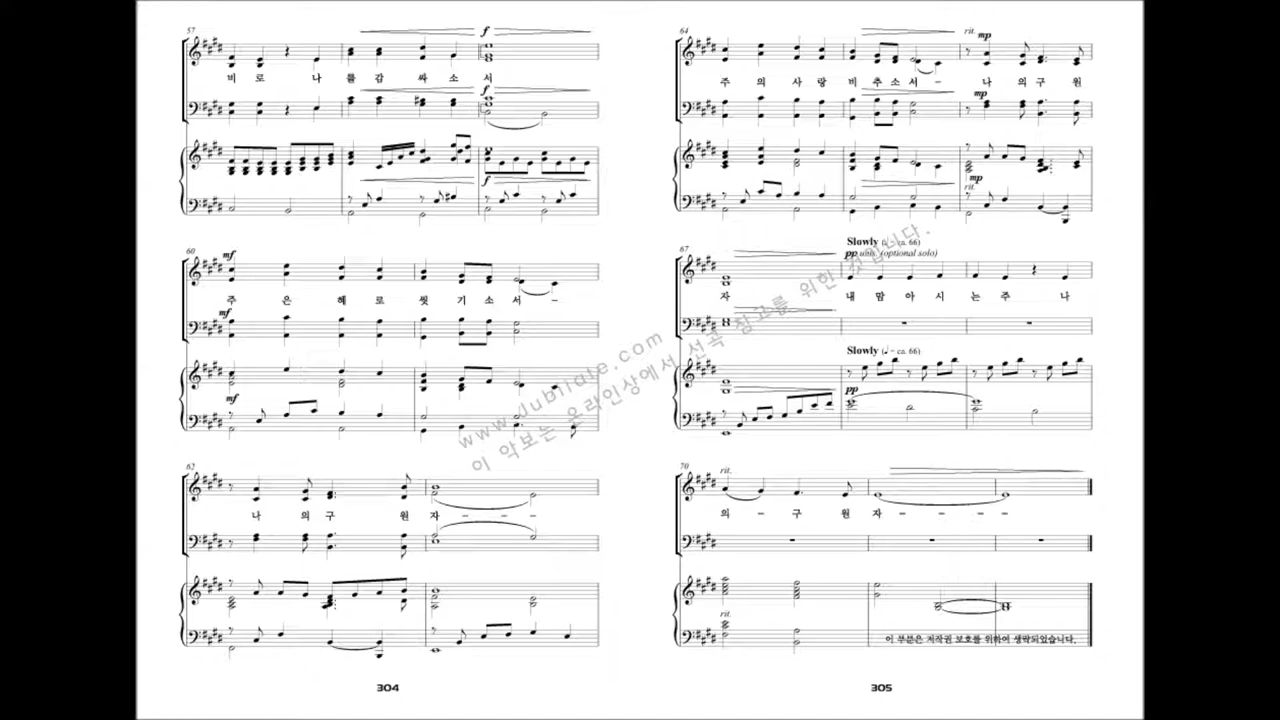 57
f
비로 나를감 싸소서
f
f
60
mf
주 은 혜로 씻 기소서-
mf
mf
62
나 의구 원 자 - - -
304
64
rit. mp
주 의 사 랑 비추소서- 나 의구 원
mp
mp
rit.
67
Slowly (♩ = ca. 66)
pp unis. (optional solo)
자 내 맘 아 시 는 주 나
Slowly (♩ = ca. 66)
pp
70
rit.
의 - 구 원 자 - - - -
rit.
이 부분은 저작권 보호를 위하여 생략되었습니다.
305
www.jubilate.com
이 악보는 온라인상에서 선곡 참고를 위한 것입니다.